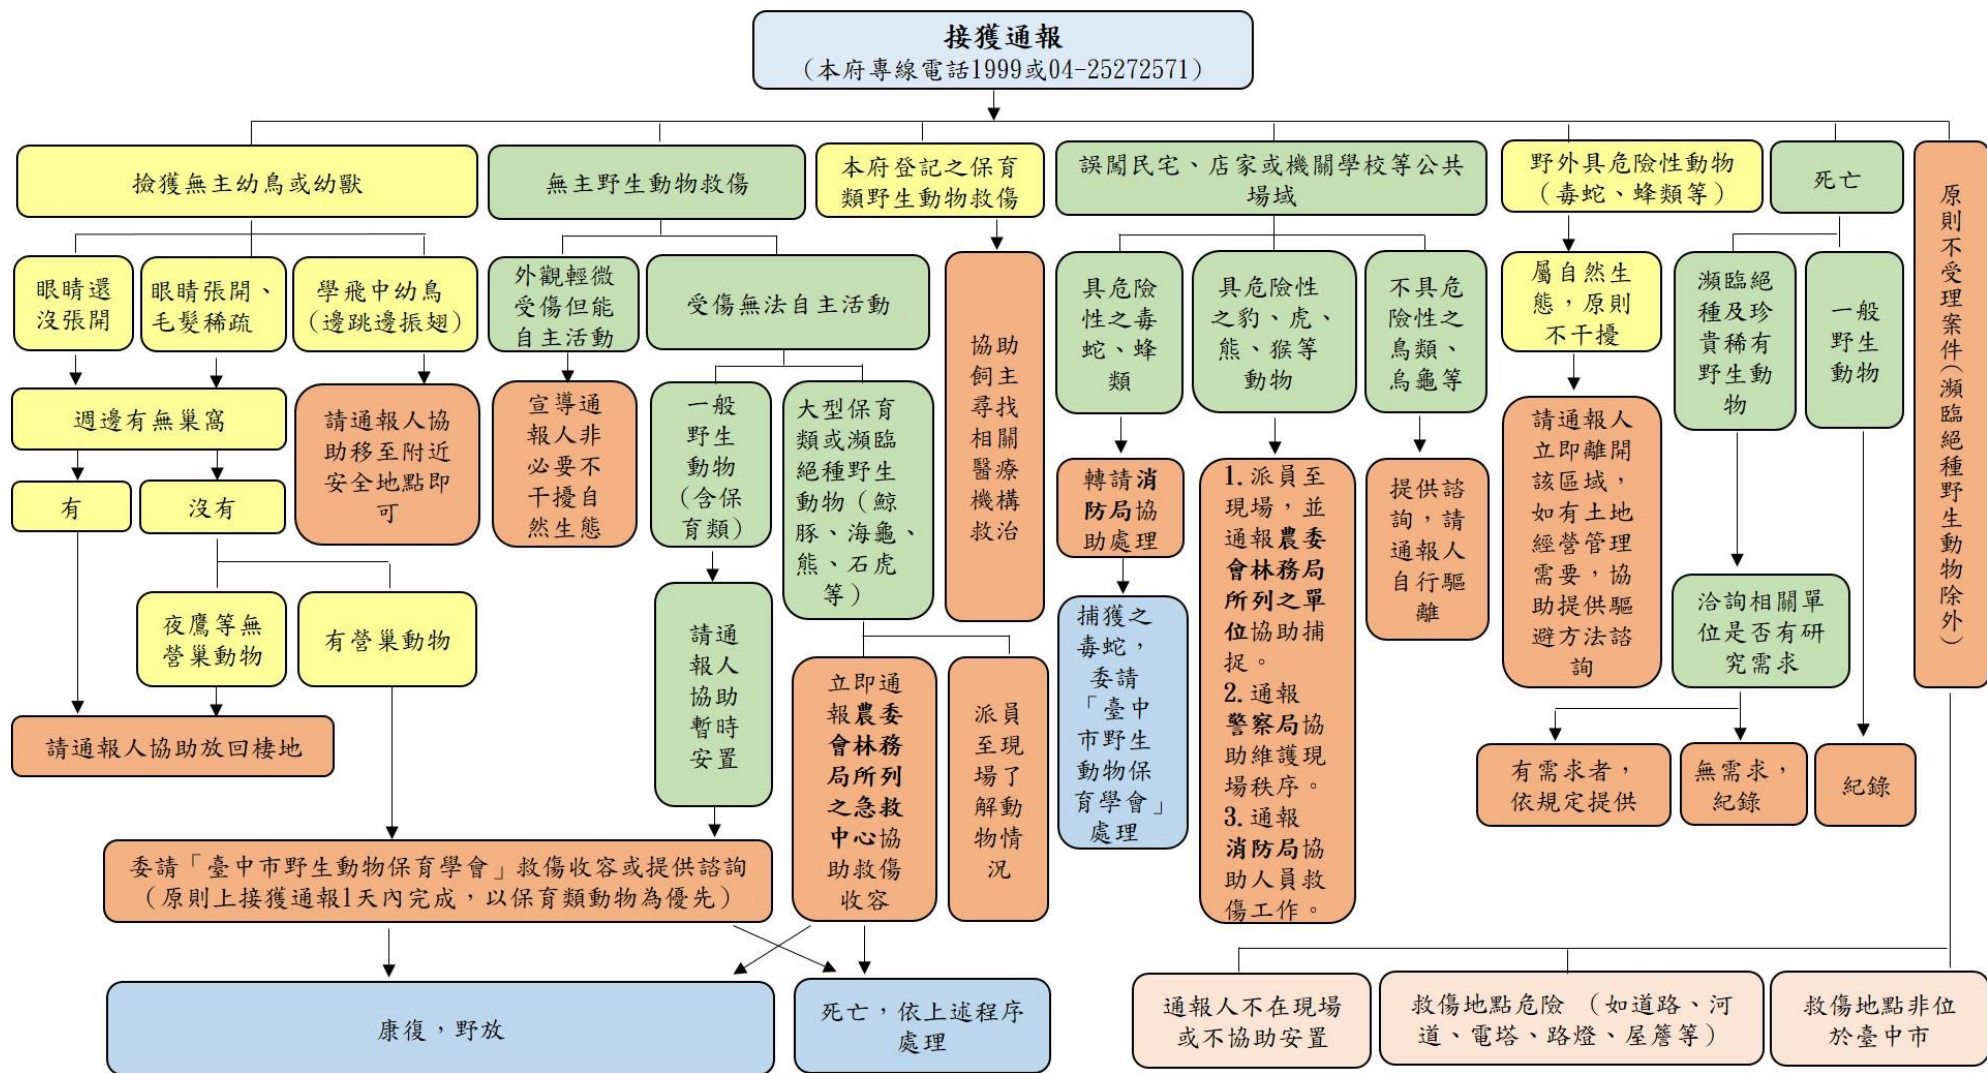 接獲通報
(本府專線電話1999或04-25272571)
撿獲無主幼鳥或幼獸
無主野生動物救傷
本府登記之保育
類野生動物救傷
誤闖民宅、店家或機關學校等公共
場域
野外具危險性動物
(毒蛇、蜂類等)
死亡
原則不受理案件(瀕臨絕種野生動物除外)
眼睛還
沒張開
眼睛張開、
毛髮稀疏
學飛中幼鳥
(邊跳邊振翅)
外觀輕微
受傷但能
自主活動
受傷無法自主活動
協助
飼主
尋找
相關
醫療
機構
救治
具危險
性之毒
蛇、蜂
類
具危險性
之豹、虎、
熊、猴等
動物
不具危
險性之
鳥類、
烏龜等
屬自然生
態，原則
不干擾
瀕臨絕
種及珍
貴稀有
野生動
物
一般
野生
動物
週邊有無巢窩
請通報人協
助移至附近
安全地點即
可
宣導通
報人非
必要不
干擾自
然生態
一般
野生
動物
(含保
育類)
大型保育
類或瀕臨
絕種野生
動物(鯨
豚、海龜、
熊、石虎
等)
有
沒有
轉請消
防局協
助處理
1.派員至
現場，並
通報農委
會林務局
所列之單
位協助捕
捉。
2.通報
警察局協
助維護現
場秩序。
3.通報
消防局協
助人員救
傷工作。
提供諮
詢，請
通報人
自行驅
離
請通報人
立即離開
該區域，
如有土地
經營管理
需要，協
助提供驅
避方法諮
詢
洽詢相關單
位是否有研
究需求
夜鷹等無
營巢動物
有營巢動物
請通
報人
協助
暫時
安置
捕獲之
毒蛇，
委請
「臺中
市野生
動物保
育學會」
處理
請通報人協助放回棲地
立即通
報農委
會林務
局所列
之急救
中心協
助救傷
收容
派員
至現
場了
解動
物情
況
有需求者，
依規定提供
無需求，
紀錄
紀錄
委請「臺中市野生動物保育學會」救傷收容或提供諮詢
(原則上接獲通報1天內完成，以保育類動物為優先)
康復，野放
死亡，依上述程序
處理
通報人不在現場
或不協助安置
救傷地點危險 (如道路、河
道、電塔、路燈、屋簷等)
救傷地點非位
於臺中市